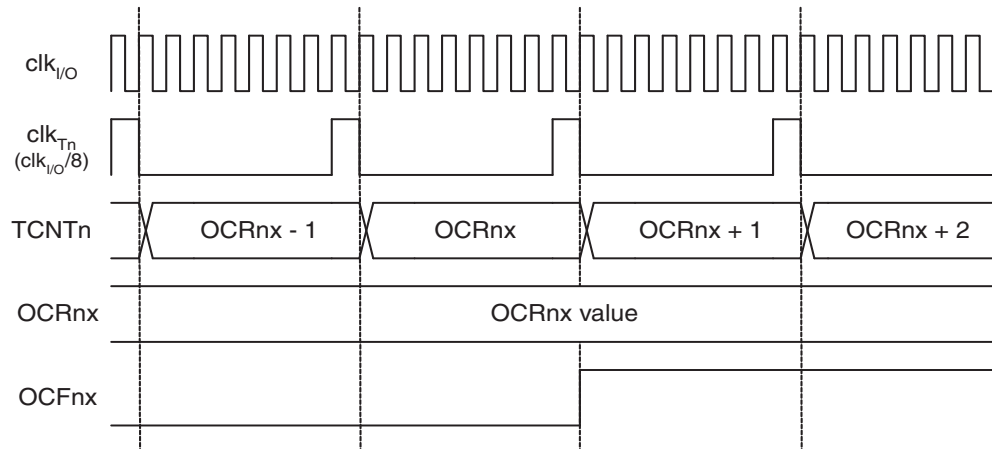 clkI/O
clkTn
(clkI/O/8)
TCNTn
OCRnx - 1
OCRnx
OCRnx + 1
OCRnx + 2
OCRnx
OCRnx value
OCFnx